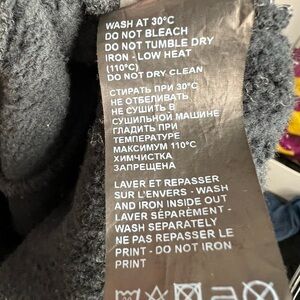 WASH AT 30°C
DO NOT BLEACH
DO NOT TUMBLE DRY
IRON - LOW HEAT
(110°C)
DO NOT DRY CLEAN
СТИРАТЬ ПРИ 30°C
НЕ ОТБЕЛИВАТЬ
НЕ СУШИТЬ В
СУШИЛЬНОЙ МАШИНЕ
ГЛАДИТЬ ПРИ
ТЕМПЕРАТУРЕ
МАКСИМУМ 110°C
ХИМЧИСТКА
ЗАПРЕЩЕНА
LAVER ET REPASSER
SUR L'ENVERS - WASH
AND IRON INSIDE OUT
LAVER SÉPARÉMENT -
WASH SEPARATELY
NE PAS REPASSER LE
PRINT - DO NOT IRON
PRINT